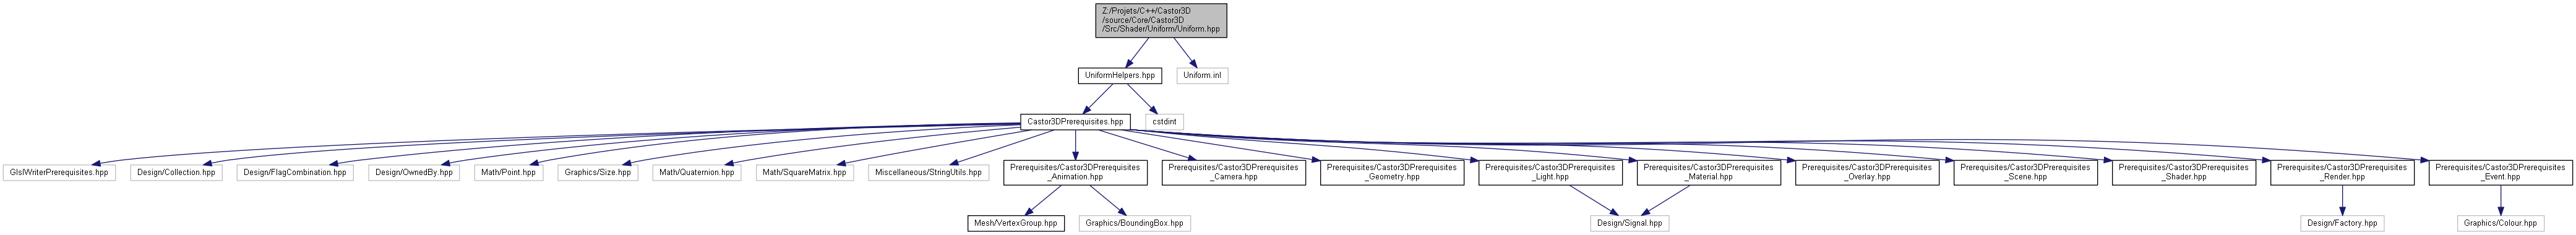 Z:/Projets/C++/Castor3D
/source/Core/Castor3D
/Src/Shader/Uniform/Uniform.hpp
UniformHelpers.hpp
Uniform.inl
Castor3DPrerequisites.hpp
cstdint
GlslWriterPrerequisites.hpp
Design/Collection.hpp
Design/FlagCombination.hpp
Design/OwnedBy.hpp
Math/Point.hpp
Graphics/Size.hpp
Math/Quaternion.hpp
Math/SquareMatrix.hpp
Miscellaneous/StringUtils.hpp
Prerequisites/Castor3DPrerequisites
_Animation.hpp
Prerequisites/Castor3DPrerequisites
_Camera.hpp
Prerequisites/Castor3DPrerequisites
_Geometry.hpp
Prerequisites/Castor3DPrerequisites
_Light.hpp
Prerequisites/Castor3DPrerequisites
_Material.hpp
Prerequisites/Castor3DPrerequisites
_Overlay.hpp
Prerequisites/Castor3DPrerequisites
_Scene.hpp
Prerequisites/Castor3DPrerequisites
_Shader.hpp
Prerequisites/Castor3DPrerequisites
_Render.hpp
Prerequisites/Castor3DPrerequisites
_Event.hpp
Mesh/VertexGroup.hpp
Graphics/BoundingBox.hpp
Design/Signal.hpp
Design/Factory.hpp
Graphics/Colour.hpp